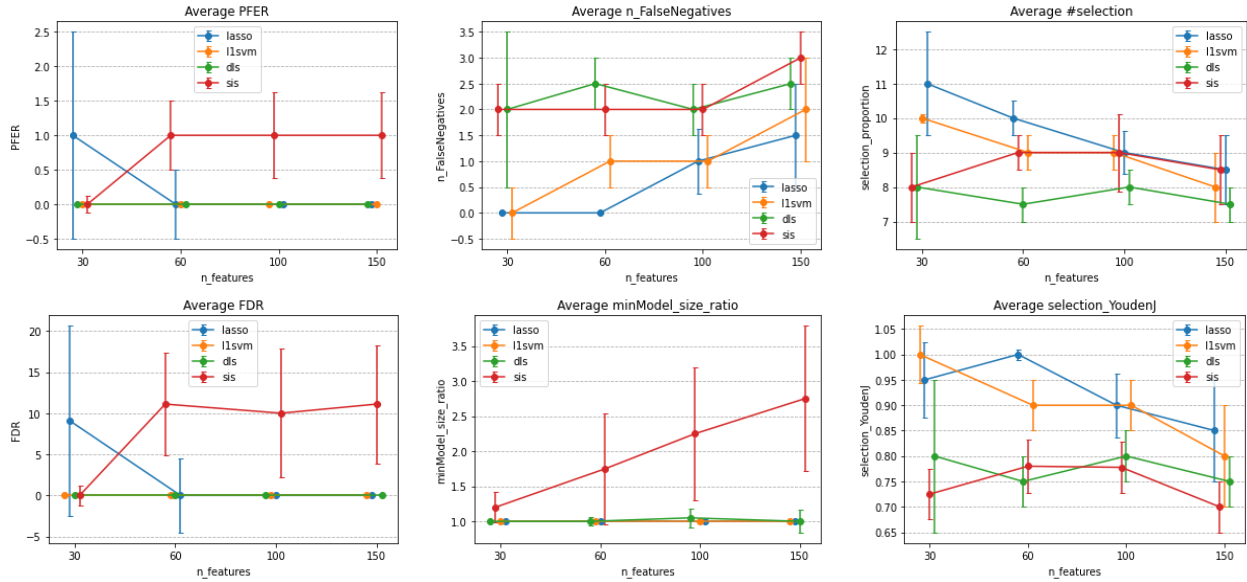 Average PFER
PFER
2.5
2.0
1.5
1.0
0.5
0.0
−0.5
lasso
l1svm
dls
sis
30
60
100
150
n_features
Average n_FalseNegatives
n_FalseNegatives
3.5
3.0
2.5
2.0
1.5
1.0
0.5
0.0
−0.5
lasso
l1svm
dls
sis
30
60
100
150
n_features
Average #selection
selection_proportion
12
11
10
9
8
7
lasso
l1svm
dls
sis
30
60
100
150
n_features
Average FDR
FDR
20
15
10
5
0
−5
lasso
l1svm
dls
sis
30
60
100
150
n_features
Average minModel_size_ratio
minModel_size_ratio
3.5
3.0
2.5
2.0
1.5
1.0
lasso
l1svm
dls
sis
30
60
100
150
n_features
Average selection_YoudenJ
selection_YoudenJ
1.05
1.00
0.95
0.90
0.85
0.80
0.75
0.70
0.65
lasso
l1svm
dls
sis
30
60
100
150
n_features